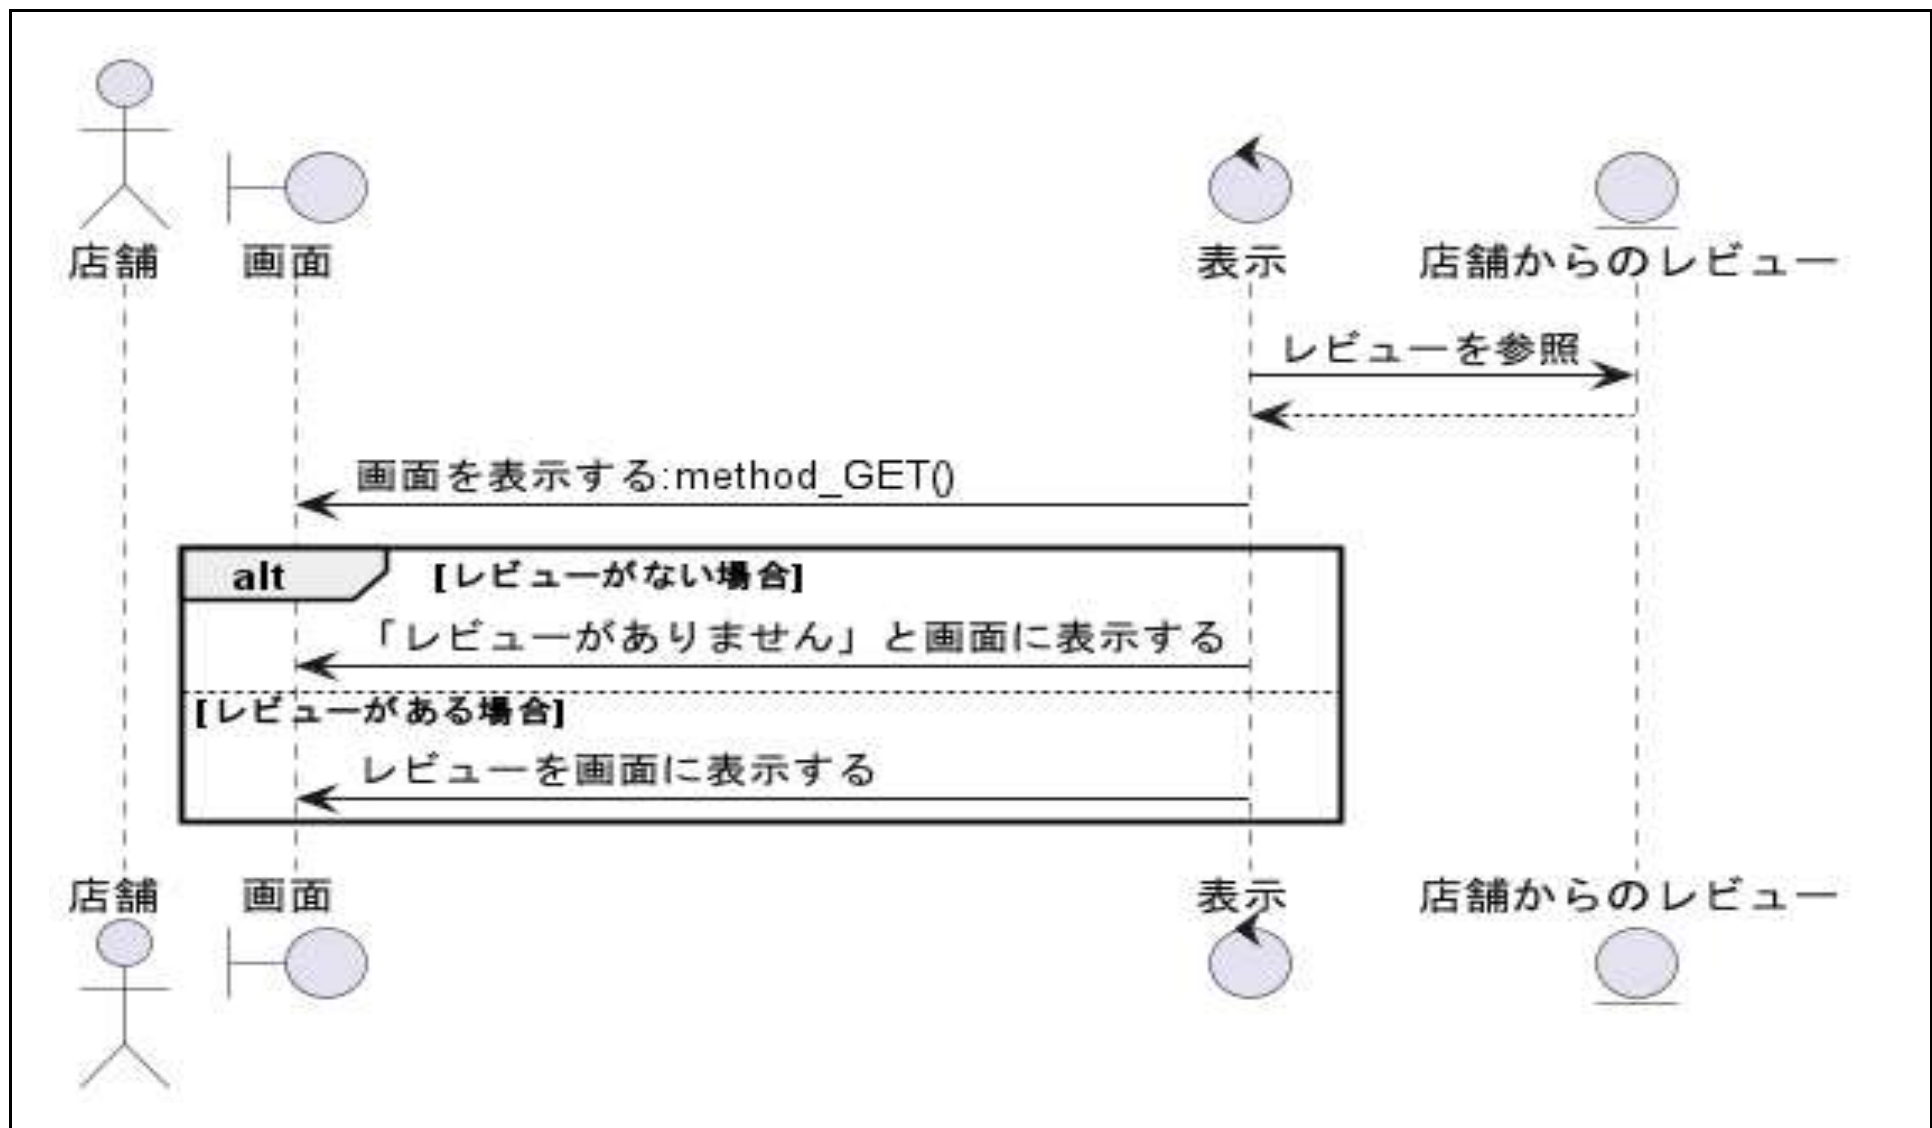 店舗 画面 表示 店舗からのレビュー
レビューを参照
画面を表示する:method_GET()
alt [レビューがない場合]
「レビューがありません」と画面に表示する
[レビューがある場合]
レビューを画面に表示する
店舗 画面 表示 店舗からのレビュー